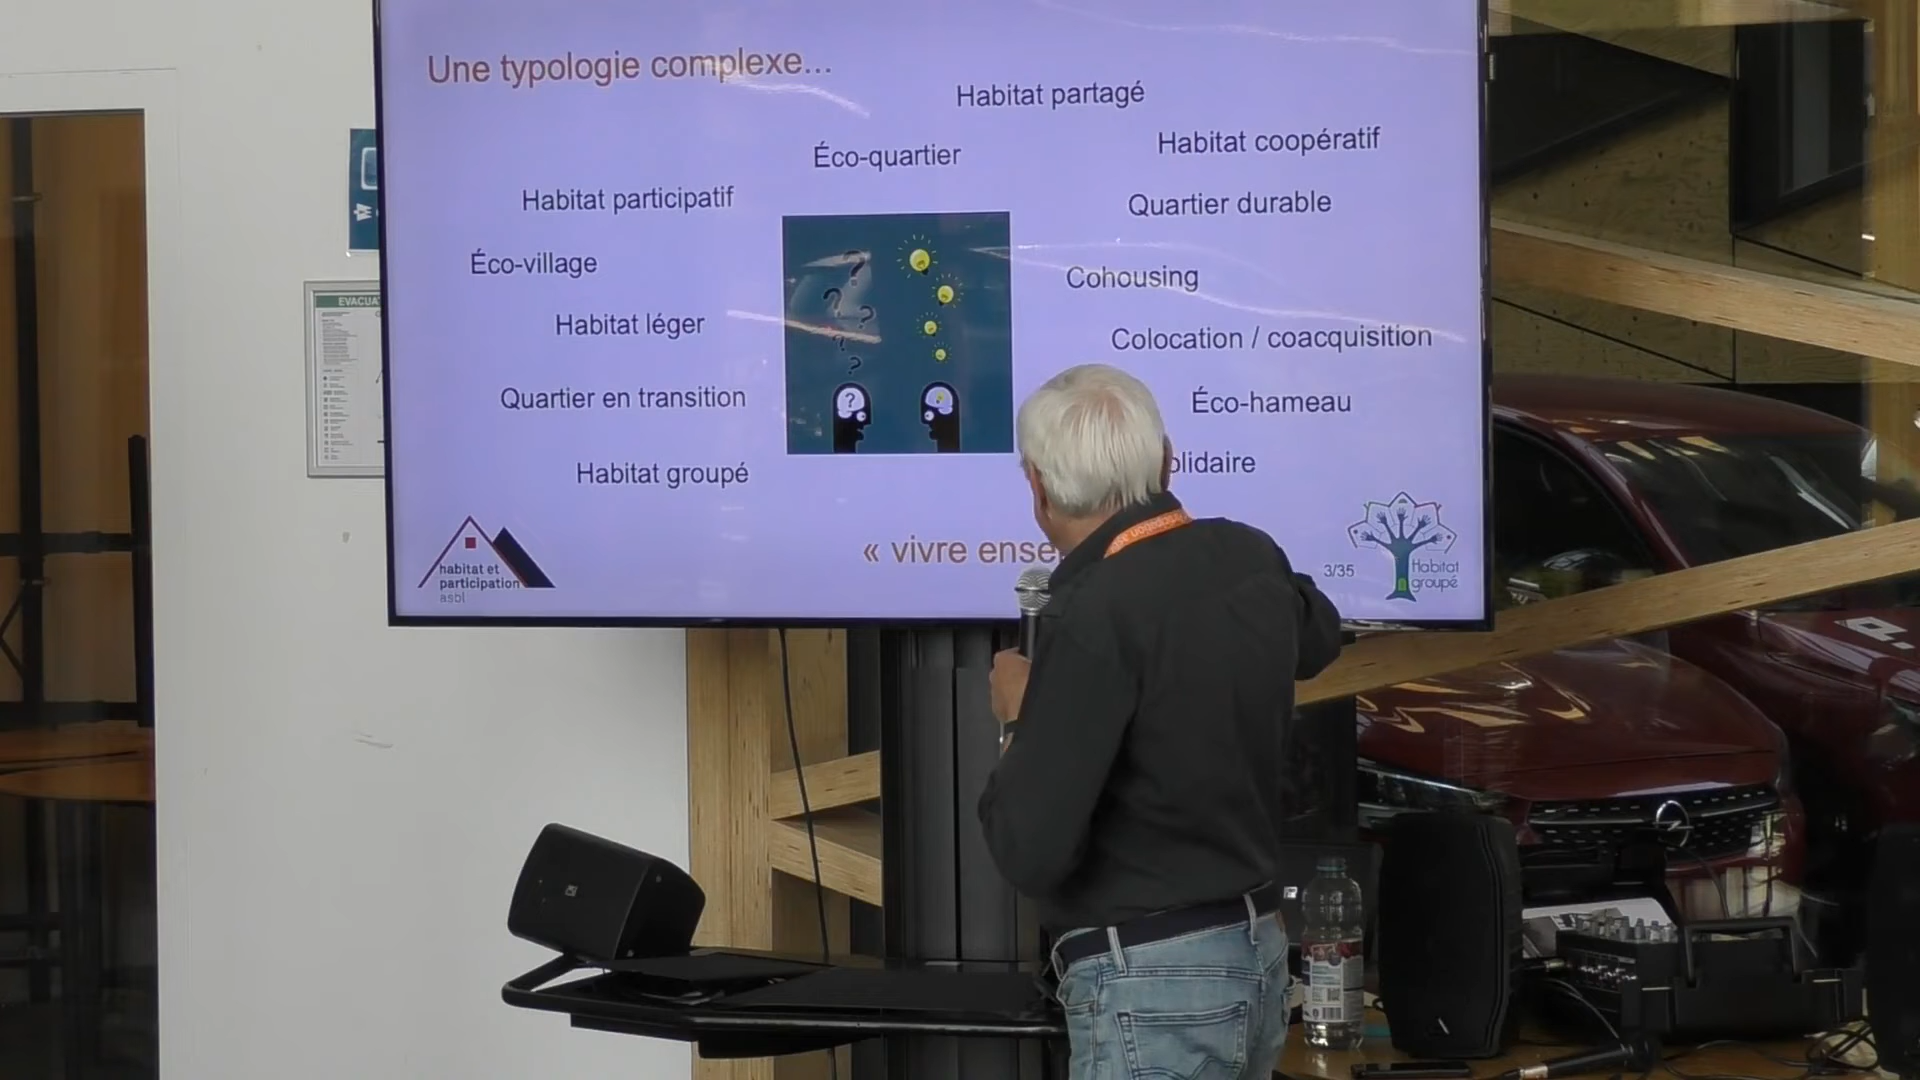 Une typologie complexe...
Habitat partagé
Habitat coopératif
Éco-quartier
Habitat participatif
Quartier durable
Éco-village
Cohousing
Habitat léger
Colocation / coacquisition
Quartier en transition
Éco-hameau
Habitat groupé
olidaire
« vivre ense
habitat et
participation
asbl
3/35
Habitat
groupé
EVACUA